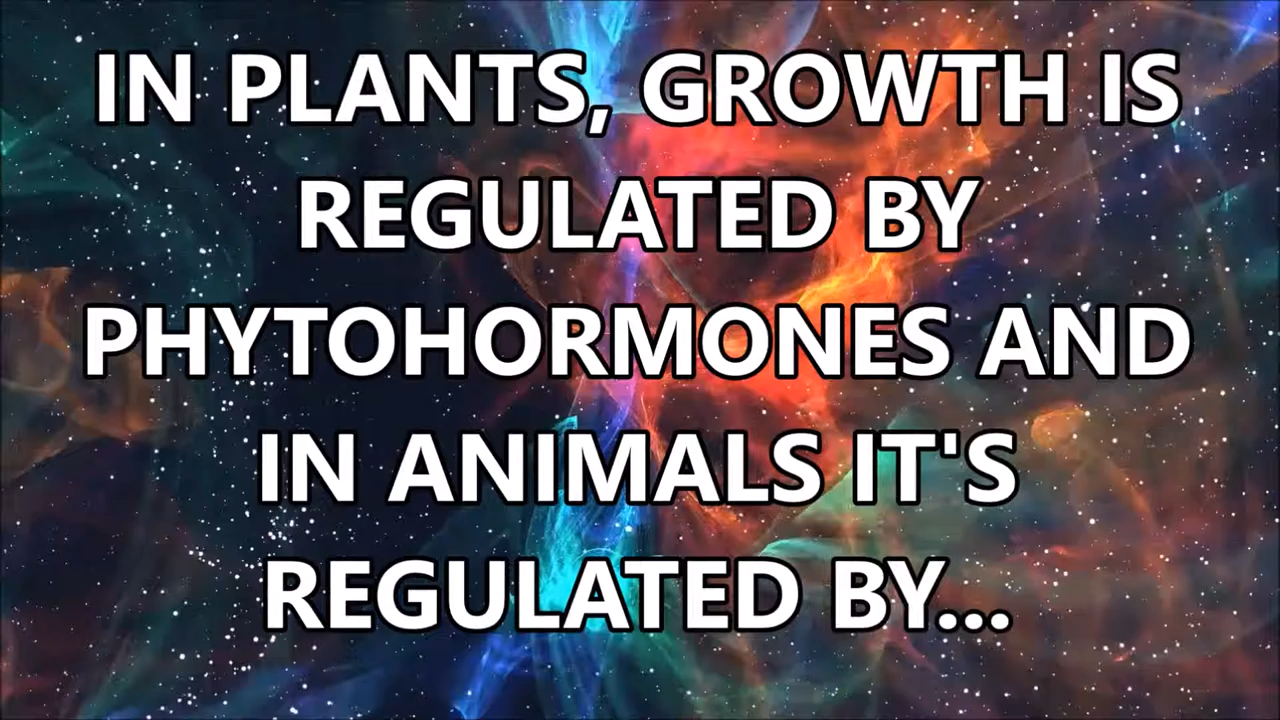 IN PLANTS, GROWTH IS
REGULATED BY
PHYTOHORMONES AND
IN ANIMALS IT'S
REGULATED BY...